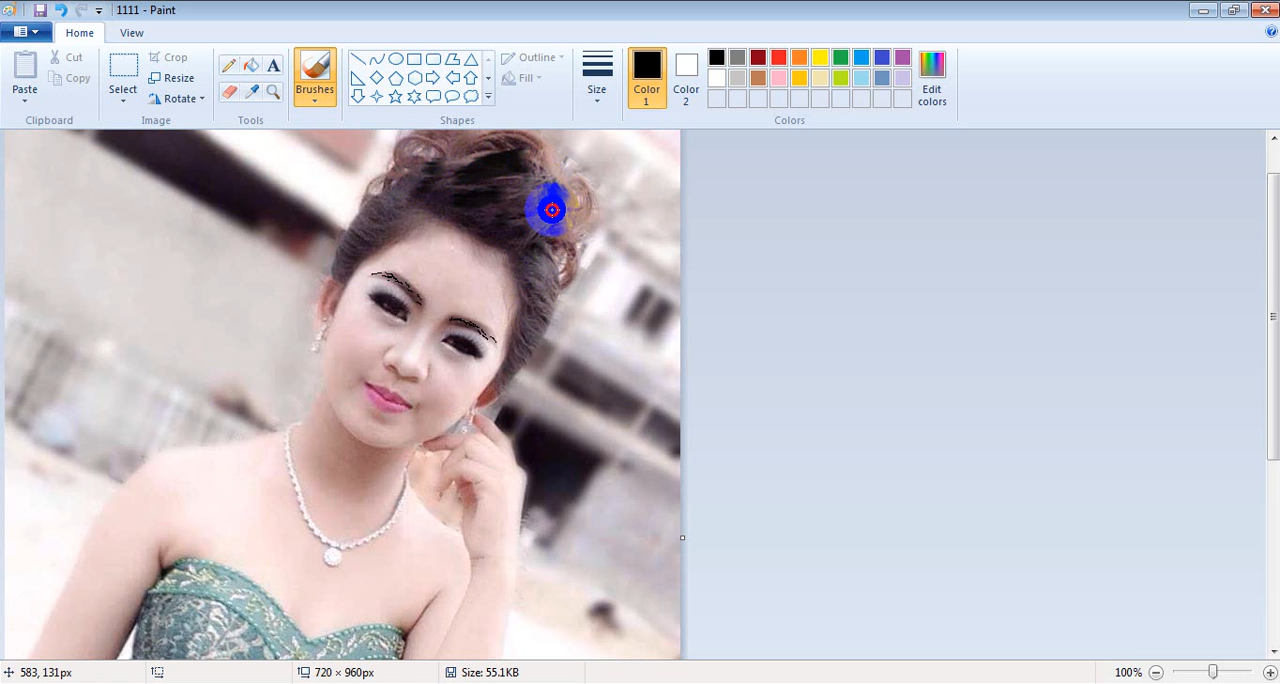 1111 - Paint
Home View
Paste
Cut
Copy
Clipboard
Select
Crop
Resize
Rotate
Image
A
Tools
Brushes
Outline
Fill
Shapes
Size
Color 1
Color 2
Edit colors
Colors
583, 131px
720 × 960px
Size: 55.1KB
100%